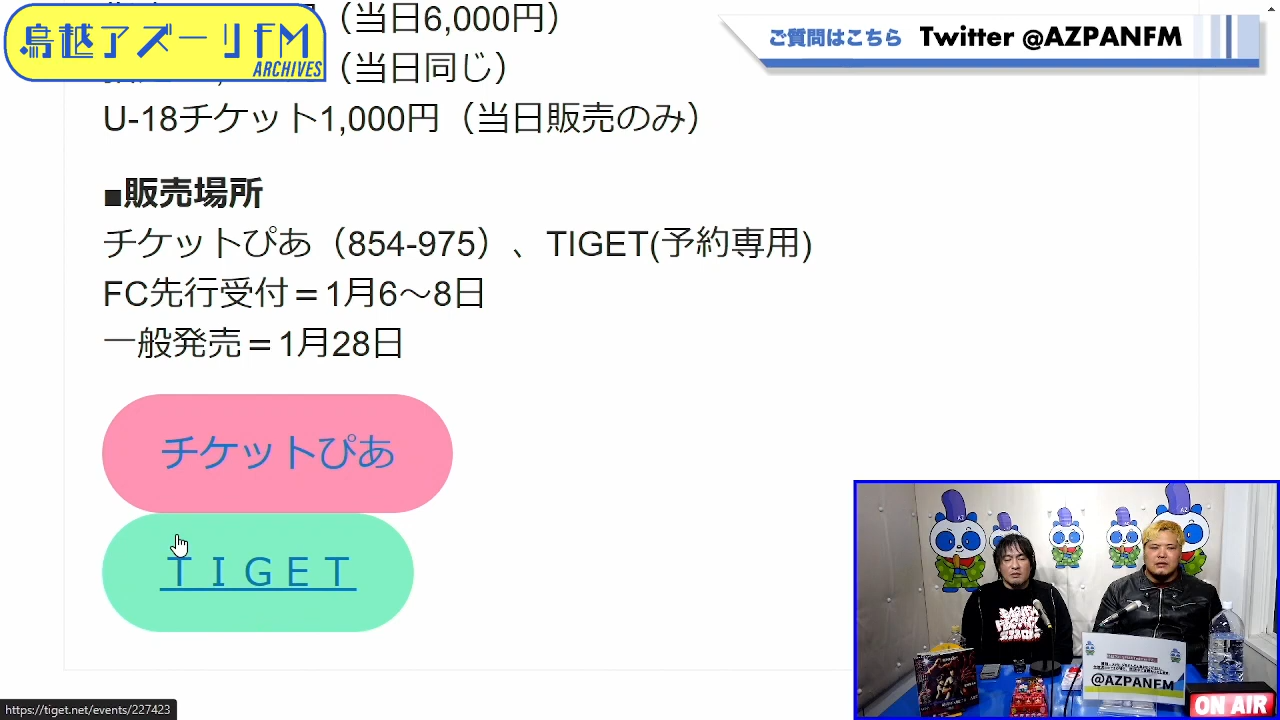 鳥越アズーリFM
ARCHIVES
（当日6,000円）
ご質問はこちら Twitter @AZPANFM
（当日同じ）
U-18チケット1,000円（当日販売のみ）
■販売場所
チケットぴあ（854-975）、TIGET(予約専用)
FC先行受付＝1月6～8日
一般発売＝1月28日
チケットぴあ
ＴＩＧＥＴ
AZ
@AZPANFM
ON AIR
https://tiget.net/events/227423